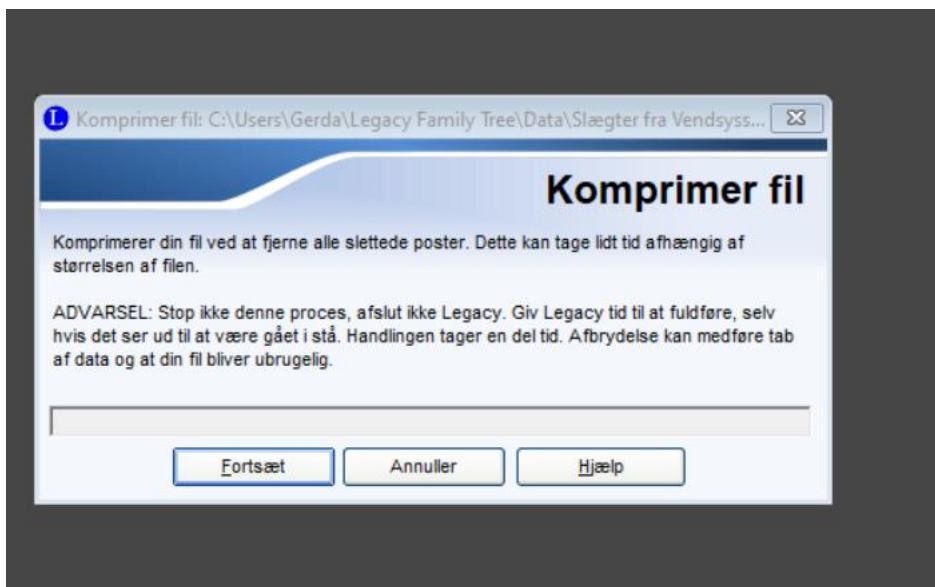 L Komprimer fil: C:\Users\Gerda\Legacy Family Tree\Data\Slægter fra Vendsyss...
Komprimer fil
Komprimerer din fil ved at fjerne alle slettede poster. Dette kan tage lidt tid afhængig af
størrelsen af filen.
ADVARSEL: Stop ikke denne proces, afslut ikke Legacy. Giv Legacy tid til at fuldføre, selv
hvis det ser ud til at være gået i stå. Handlingen tager en del tid. Afbrydelse kan medføre tab
af data og at din fil bliver ubrugelig.
Fortsæt Annuller Hjælp